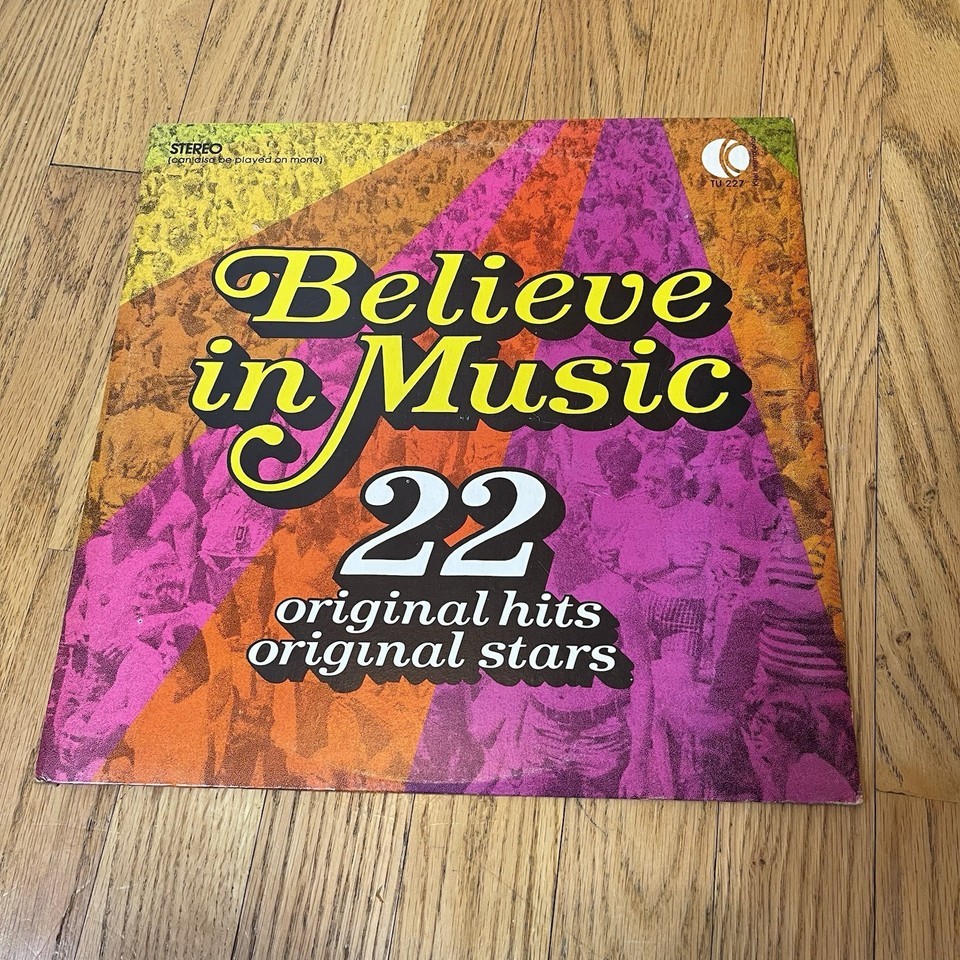 STEREO
(can also be played on mono)
TU 227
Believe
in Music
22
original hits
original stars